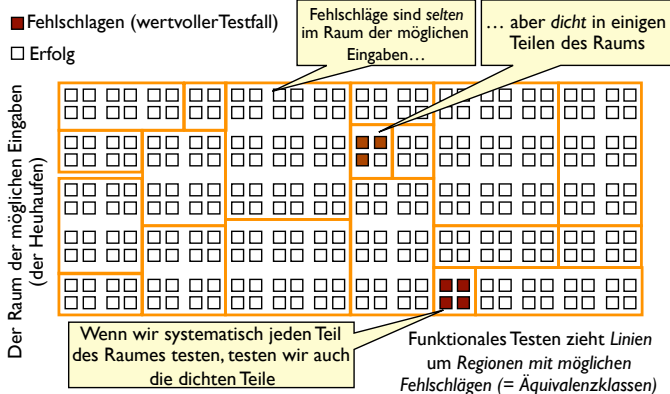 Fehlschlagen (wertvoller Testfall)
Erfolg
Fehlschläge sind selten
im Raum der möglichen
Eingaben…
… aber dicht in einigen
Teilen des Raums
Der Raum der möglichen Eingaben
(der Heuhaufen)
Wenn wir systematisch jeden Teil
des Raumes testen, testen wir auch
die dichten Teile
Funktionales Testen zieht Linien
um Regionen mit möglichen
Fehlschlägen (= Äquivalenzklassen)